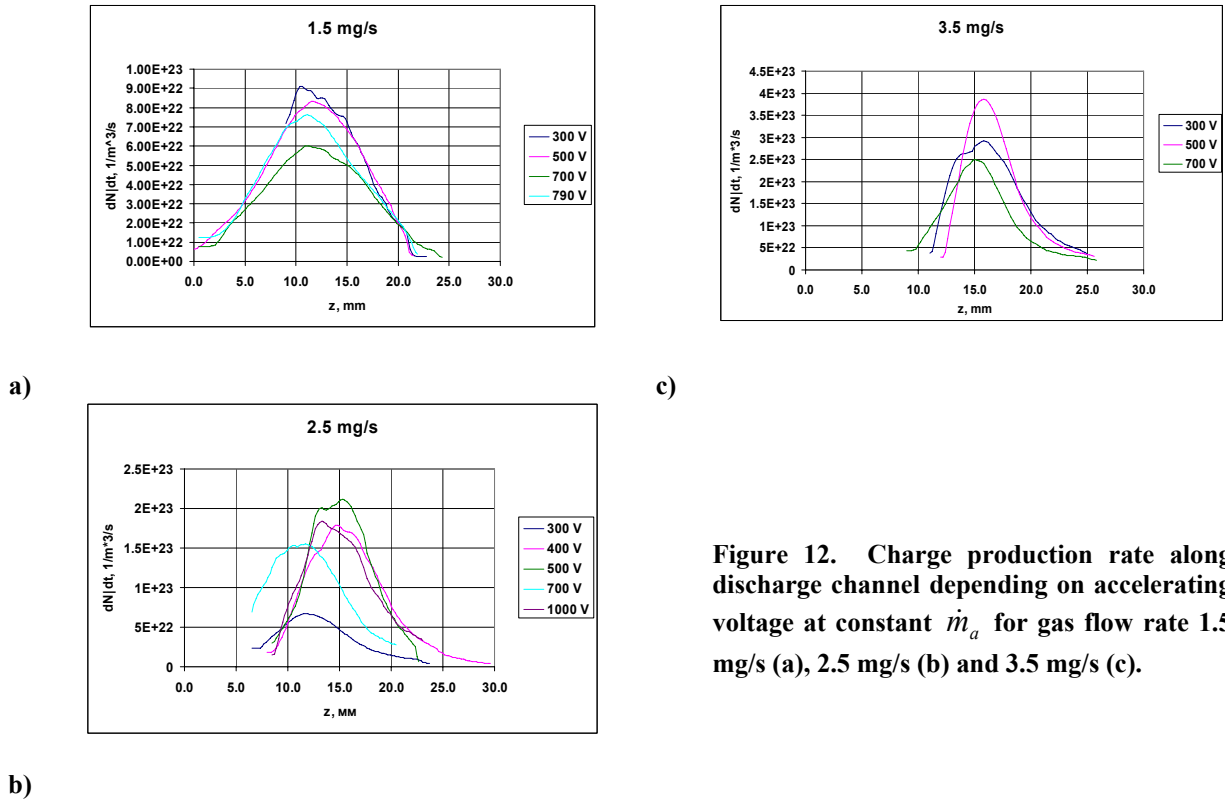 1.5 mg/s
dN|dt, 1/m^3/s
1.00E+23
9.00E+22
8.00E+22
7.00E+22
6.00E+22
5.00E+22
4.00E+22
3.00E+22
2.00E+22
1.00E+22
0.00E+00
0.0 5.0 10.0 15.0 20.0 25.0 30.0
z, mm
300 V
500 V
700 V
790 V
a)
3.5 mg/s
dN|dt, 1/m*3/s
4.5E+23
4E+23
3.5E+23
3E+23
2.5E+23
2E+23
1.5E+23
1E+23
5E+22
0
0.0 5.0 10.0 15.0 20.0 25.0 30.0
z, mm
300 V
500 V
700 V
c)
2.5 mg/s
dN|dt, 1/m*3/s
2.5E+23
2E+23
1.5E+23
1E+23
5E+22
0
0.0 5.0 10.0 15.0 20.0 25.0 30.0
z, мм
300 V
400 V
500 V
700 V
1000 V
b)
Figure 12. Charge production rate along
discharge channel depending on accelerating
voltage at constant ṁₐ for gas flow rate 1.5
mg/s (a), 2.5 mg/s (b) and 3.5 mg/s (c).